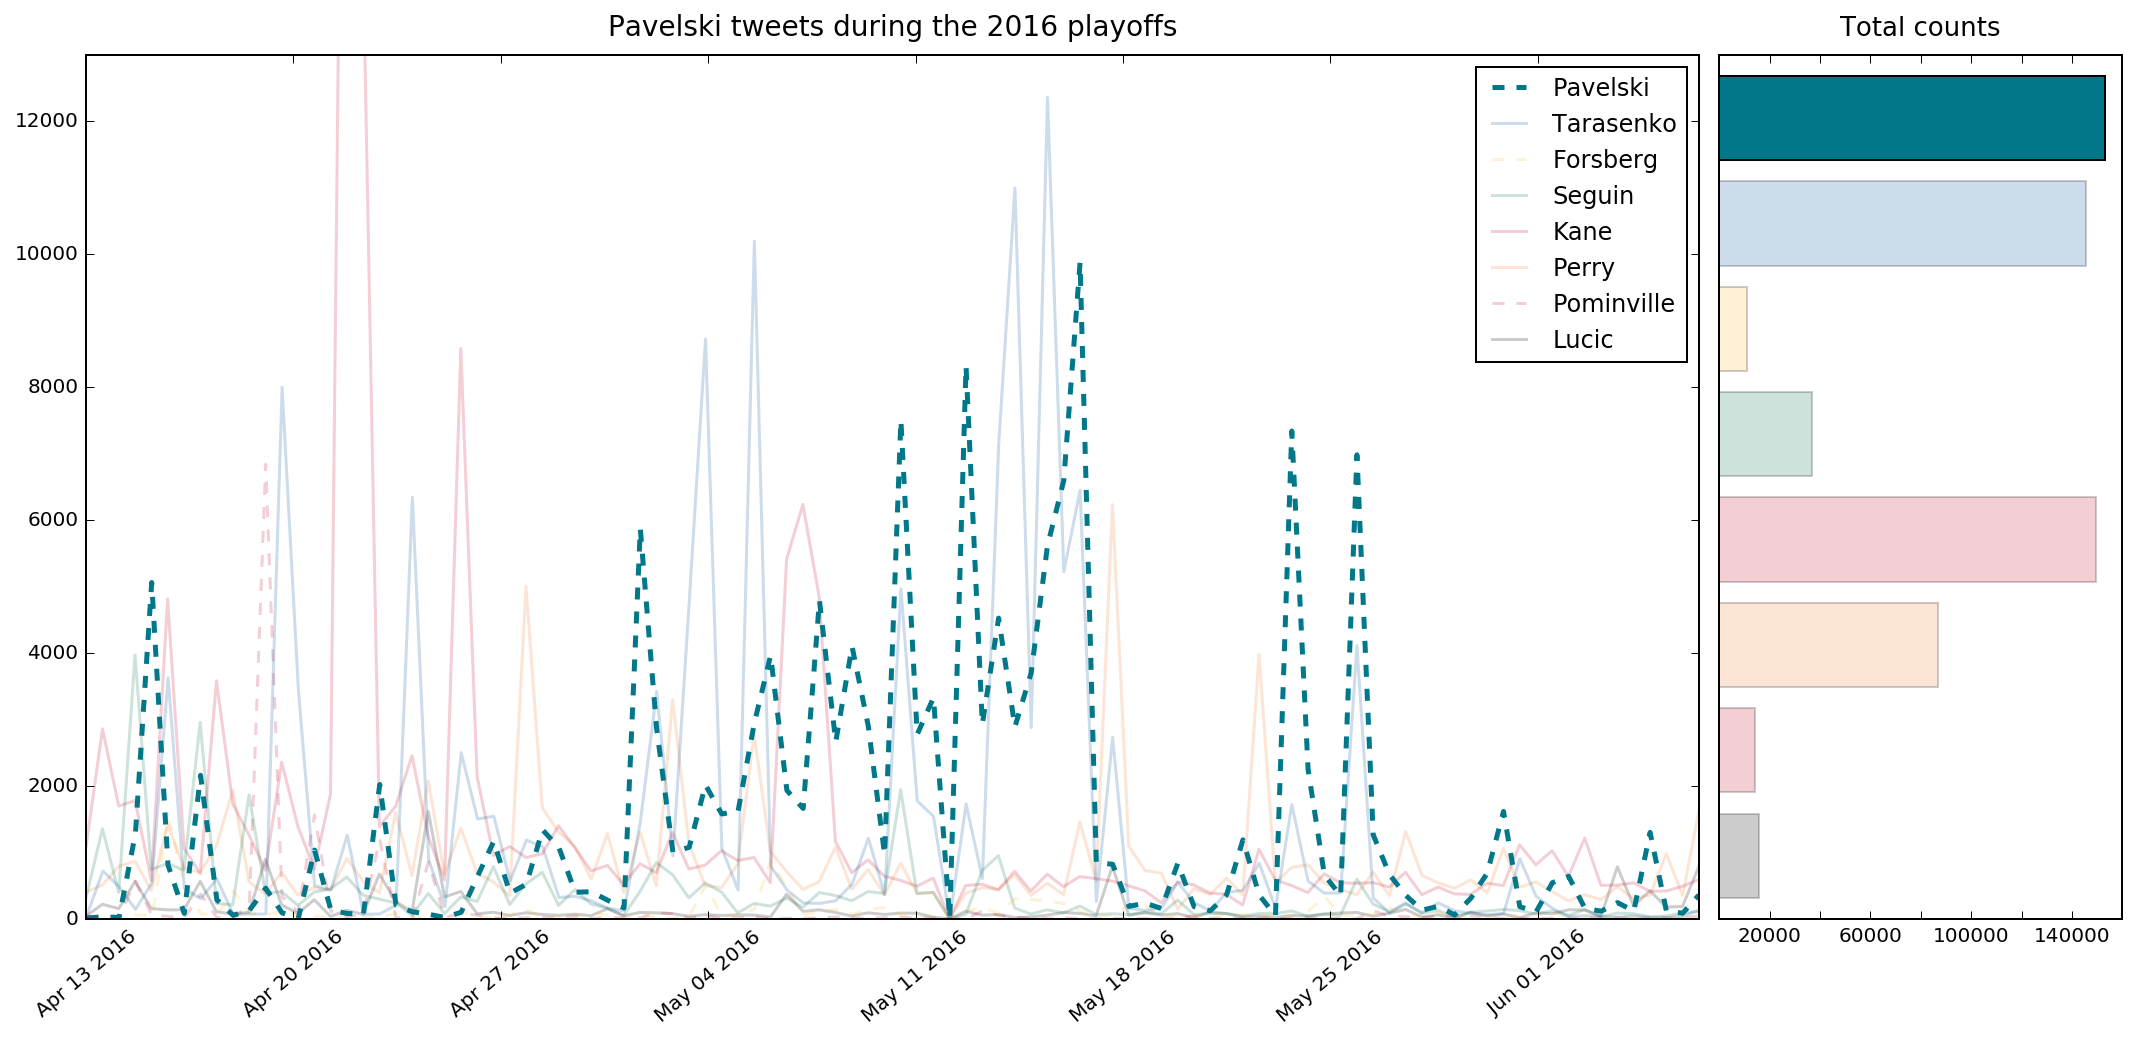 Pavelski tweets during the 2016 playoffs
Total counts
12000
10000
8000
6000
4000
2000
0
Pavelski
Tarasenko
Forsberg
Seguin
Kane
Perry
Pominville
Lucic
Apr 13 2016
Apr 20 2016
Apr 27 2016
May 04 2016
May 11 2016
May 18 2016
May 25 2016
Jun 01 2016
20000
60000
100000
140000